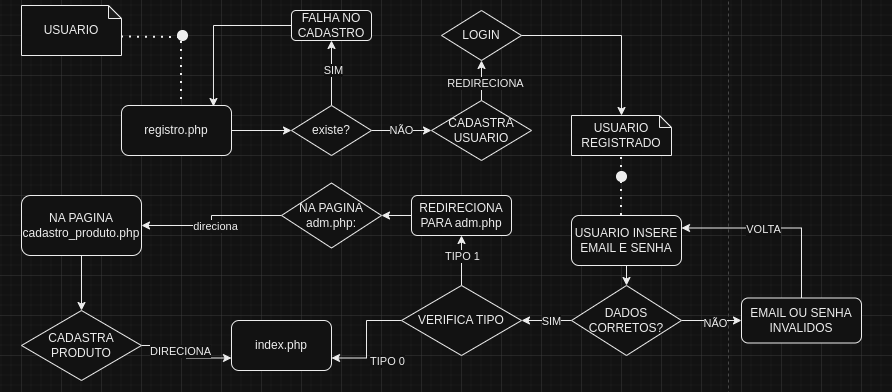 USUARIO
FALHA NO
CADASTRO
LOGIN
SIM
REDIRECIONA
registro.php
existe?
NÃO
CADASTRA
USUARIO
USUARIO
REGISTRADO
NA PAGINA
cadastro_produto.php
direciona
NA PAGINA
adm.php:
REDIRECIONA
PARA adm.php
USUARIO INSERE
EMAIL E SENHA
VOLTA
TIPO 1
CADASTRA
PRODUTO
DIRECIONA
index.php
TIPO 0
VERIFICA TIPO
SIM
DADOS
CORRETOS?
NÃO
EMAIL OU SENHA
INVALIDOS